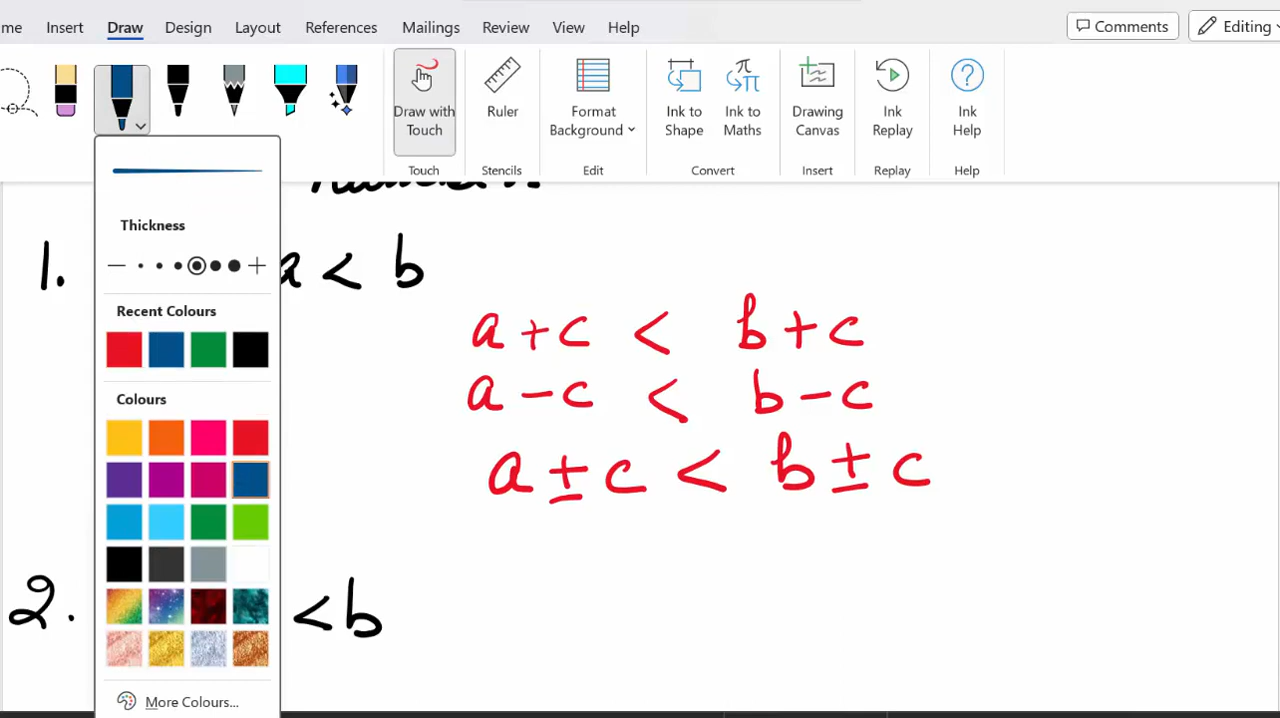 me Insert Draw Design Layout References Mailings Review View Help Comments Editing
Draw with Touch
Ruler
Format Background
Ink to Shape
Ink to Maths
Drawing Canvas
Ink Replay
Ink Help
Touch Stencils Edit Convert Insert Replay Help
Thickness
Recent Colours
Colours
More Colours...
1. a < b
a + c < b + c
a - c < b - c
a ± c < b ± c
2. < b